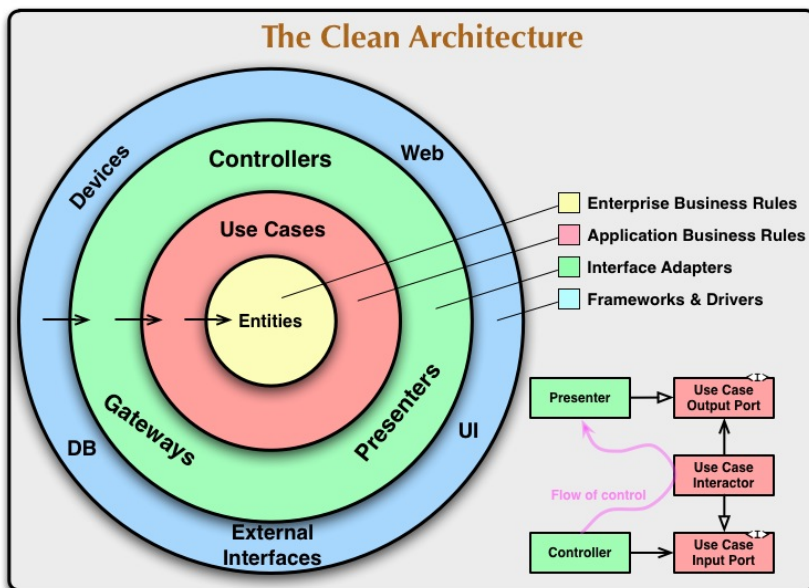 The Clean Architecture
Devices
Controllers
Web
Use Cases
Entities
Gateways
Presenters
DB
UI
External
Interfaces
Enterprise Business Rules
Application Business Rules
Interface Adapters
Frameworks & Drivers
Presenter
Use Case
Output Port
<I>
Flow of control
Use Case
Interactor
Controller
Use Case
Input Port
<I>